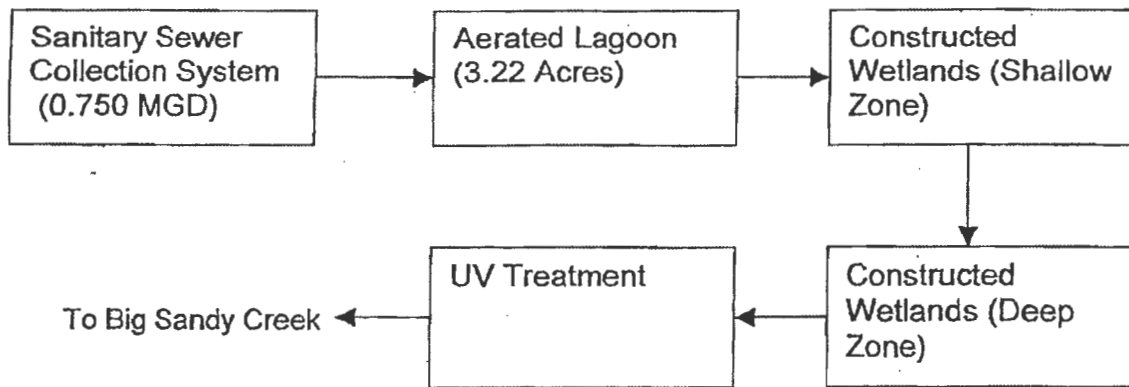 Sanitary Sewer
Collection System
(0.750 MGD)
Aerated Lagoon
(3.22 Acres)
Constructed
Wetlands (Shallow
Zone)
Constructed
Wetlands (Deep
Zone)
UV Treatment
To Big Sandy Creek